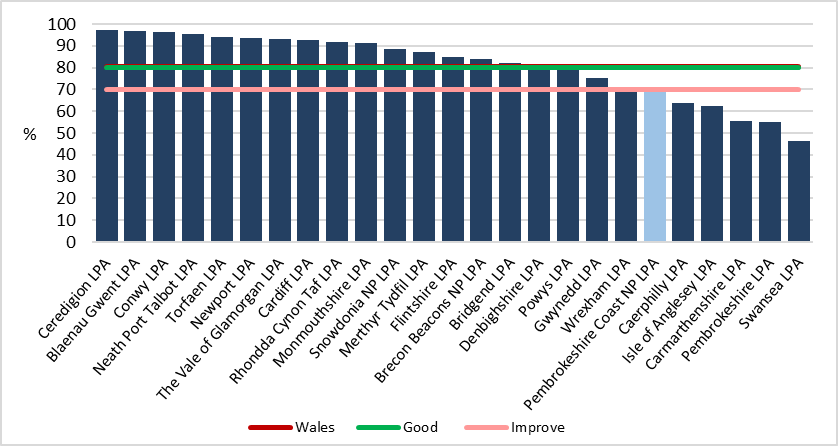 100
90
80
70
60
50
40
30
20
10
0
%
Ceredigion LPA
Blaenau Gwent LPA
Conwy LPA
Neath Port Talbot LPA
Torfaen LPA
Newport LPA
The Vale of Glamorgan LPA
Cardiff LPA
Rhondda Cynon Taf LPA
Monmouthshire LPA
Snowdonia NP LPA
Merthyr Tydfil LPA
Flintshire LPA
Brecon Beacons NP LPA
Bridgend LPA
Denbighshire LPA
Powys LPA
Gwynedd LPA
Wrexham LPA
Pembrokeshire Coast NP LPA
Caerphilly LPA
Isle of Anglesey LPA
Carmarthenshire LPA
Pembrokeshire LPA
Swansea LPA
Wales Good Improve